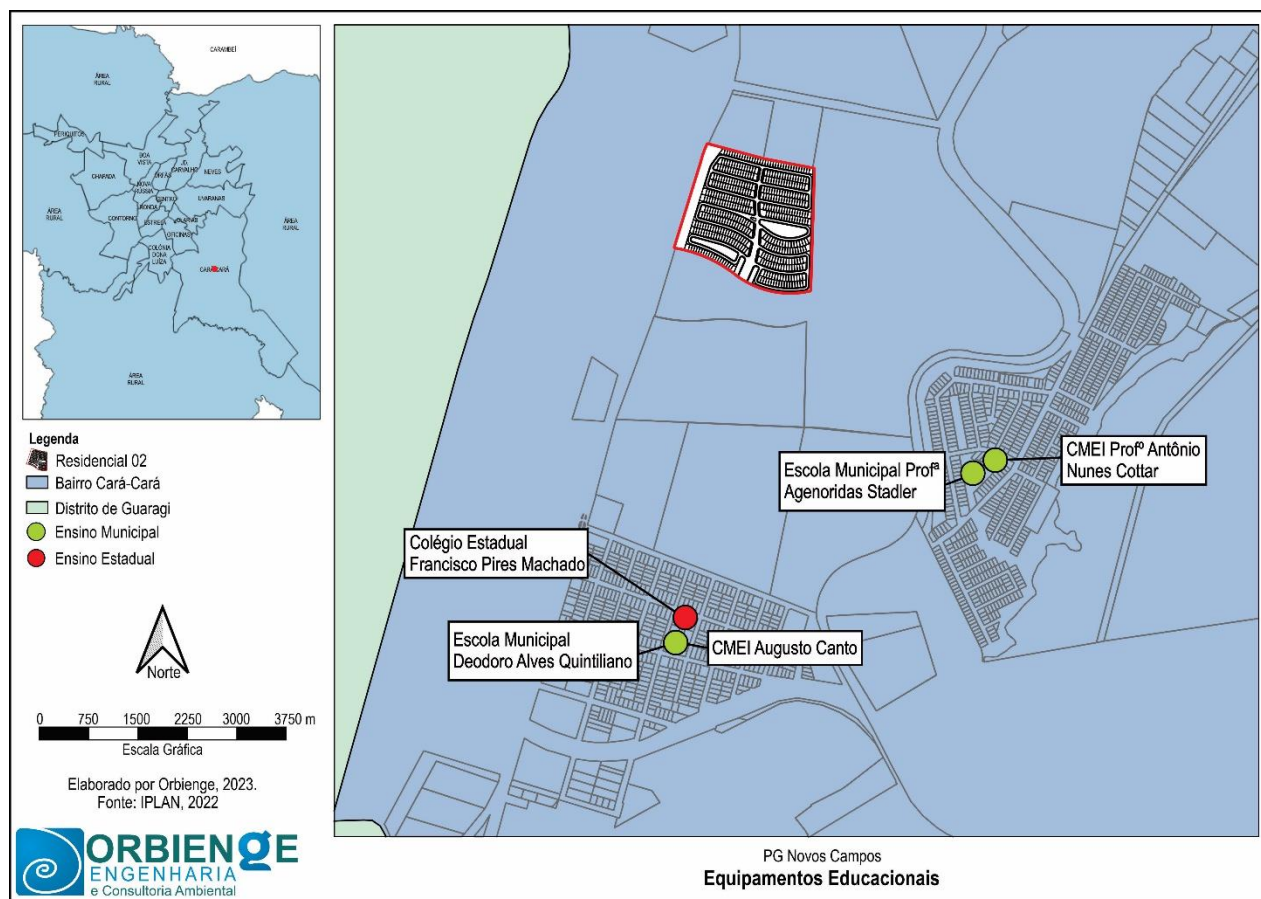 CARAMBEÍ
ÁREA
RURAL
PERIQUITOS
BOA
VISTA
JD.
CARVALHO
CHAPADA
ÓRFÃS
NEVES
NOVA
RÚSSIA
CENTRO
UVARANAS
RONDA
CONTORNO
ESTRELA
OLARIAS
ÁREA
RURAL
ÁREA
RURAL
OFICINAS
COLÔNIA
DONA
LUÍZA
CARÁ-CARÁ
ÁREA
RURAL
Legenda
Residencial 02
Bairro Cará-Cará
Distrito de Guaragi
Ensino Municipal
Ensino Estadual
Norte
0 750 1500 2250 3000 3750 m
Escala Gráfica
Elaborado por Orbienge, 2023.
Fonte: IPLAN, 2022
ORBIENGE
ENGENHARIA
e Consultoria Ambiental
Escola Municipal Profª
Agenoridas Stadler
CMEI Profº Antônio
Nunes Cottar
Colégio Estadual
Francisco Pires Machado
Escola Municipal
Deodoro Alves Quintiliano
CMEI Augusto Canto
PG Novos Campos
Equipamentos Educacionais